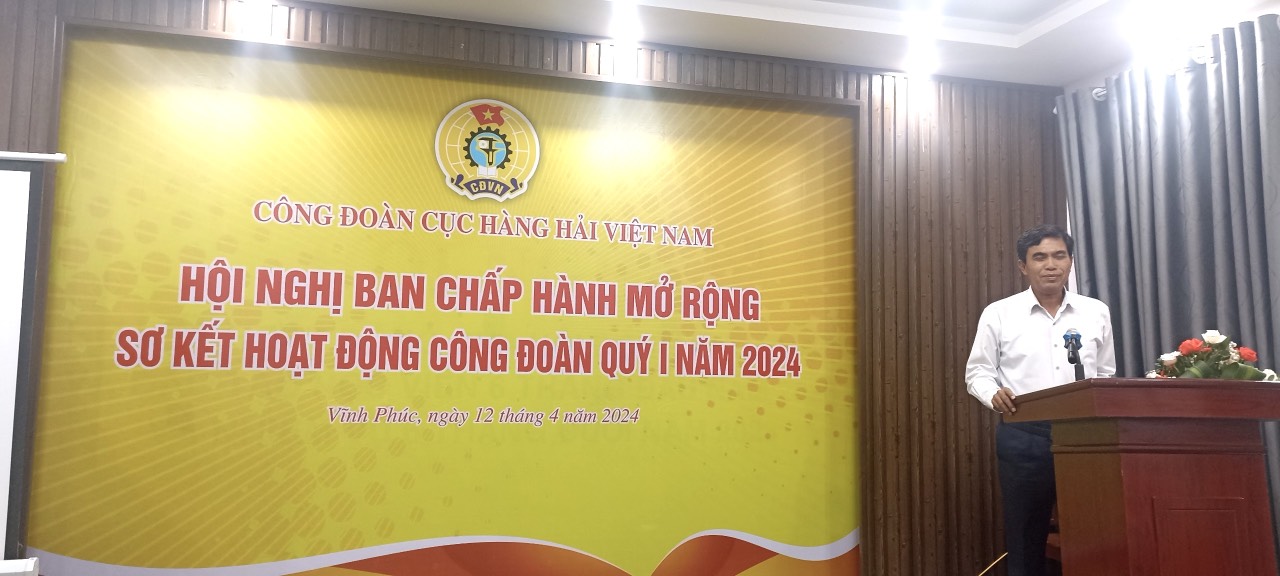 CĐVN
CÔNG ĐOÀN CỤC HÀNG HẢI VIỆT NAM
HỘI NGHỊ BAN CHẤP HÀNH MỞ RỘNG
SƠ KẾT HOẠT ĐỘNG CÔNG ĐOÀN QUÝ I NĂM 2024
Vĩnh Phúc, ngày 12 tháng 4 năm 2024